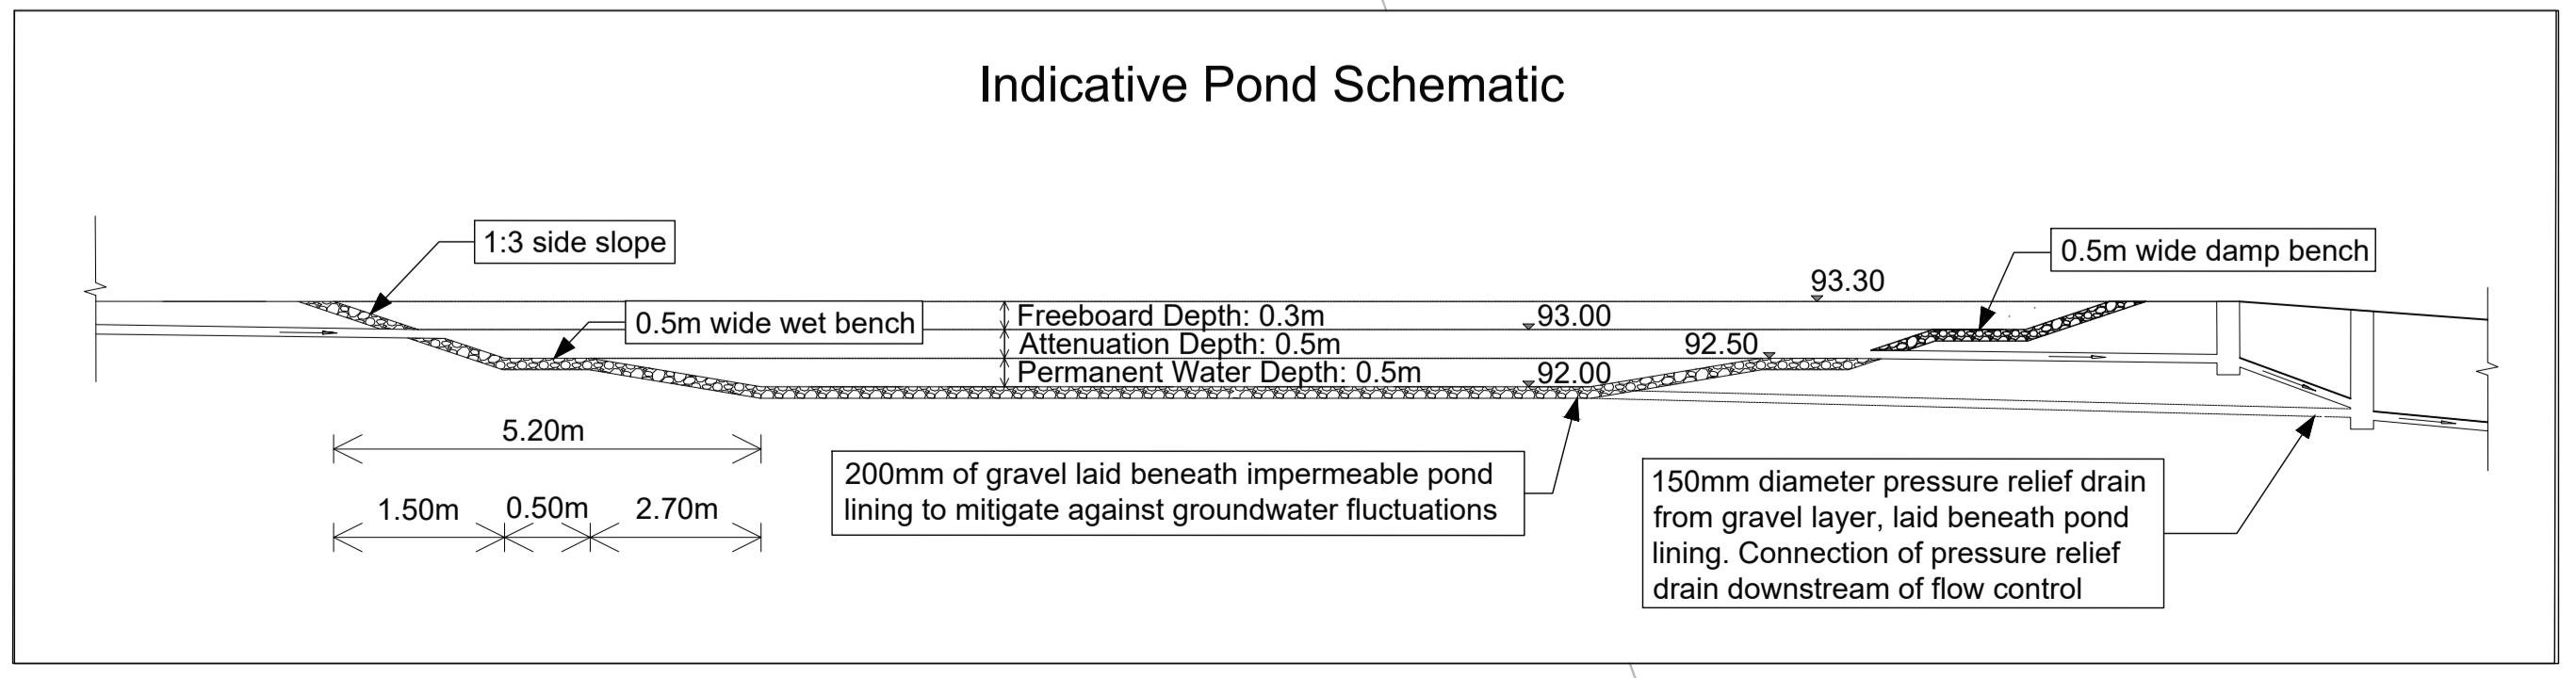 Indicative Pond Schematic
1:3 side slope
0.5m wide damp bench
93.30
0.5m wide wet bench
Freeboard Depth: 0.3m
93.00
Attenuation Depth: 0.5m
92.50
Permanent Water Depth: 0.5m
92.00
5.20m
1.50m
0.50m
2.70m
200mm of gravel laid beneath impermeable pond
lining to mitigate against groundwater fluctuations
150mm diameter pressure relief drain
from gravel layer, laid beneath pond
lining. Connection of pressure relief
drain downstream of flow control